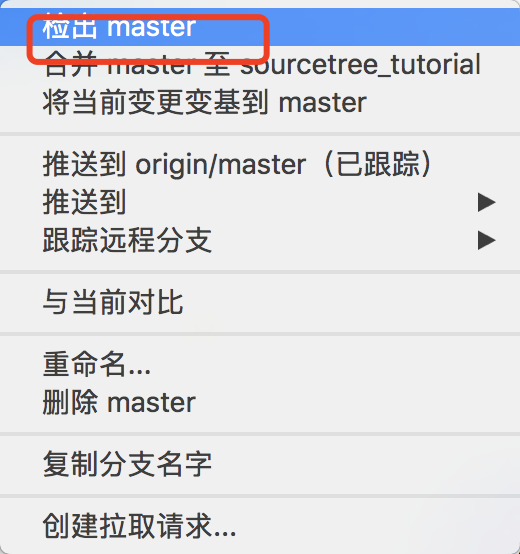 检出 master
合并 master 至 sourcetree_tutorial
将当前变更变基到 master
推送到 origin/master（已跟踪）
推送到
跟踪远程分支
与当前对比
重命名...
删除 master
复制分支名字
创建拉取请求...